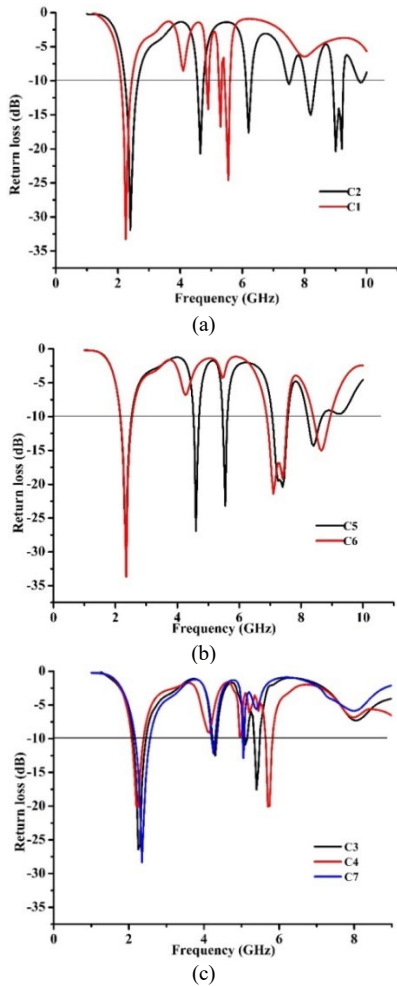 0
-5
-10
-15
-20
-25
-30
-35
Return loss (dB)
C2
C1
0 2 4 6 8 10
Frequency (GHz)
(a)
0
-5
-10
-15
-20
-25
-30
-35
Return loss (dB)
C5
C6
0 2 4 6 8 10
Frequency (GHz)
(b)
0
-5
-10
-15
-20
-25
-30
-35
Return loss (dB)
C3
C4
C7
0 2 4 6 8
Frequency (GHz)
(c)